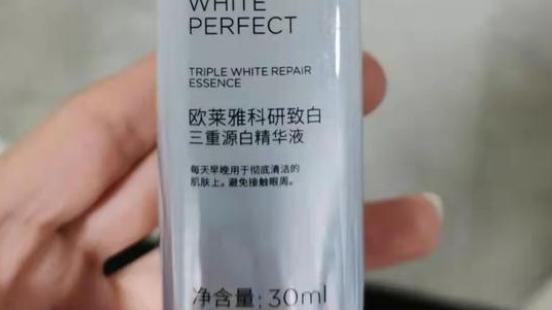 WHITE
PERFECT
TRIPLE WHITE REPAIR
ESSENCE
欧莱雅科研致白
三重源白精华液
每天早晚用于彻底清洁的
肌肤上。避免接触眼周。
净含量:30ml